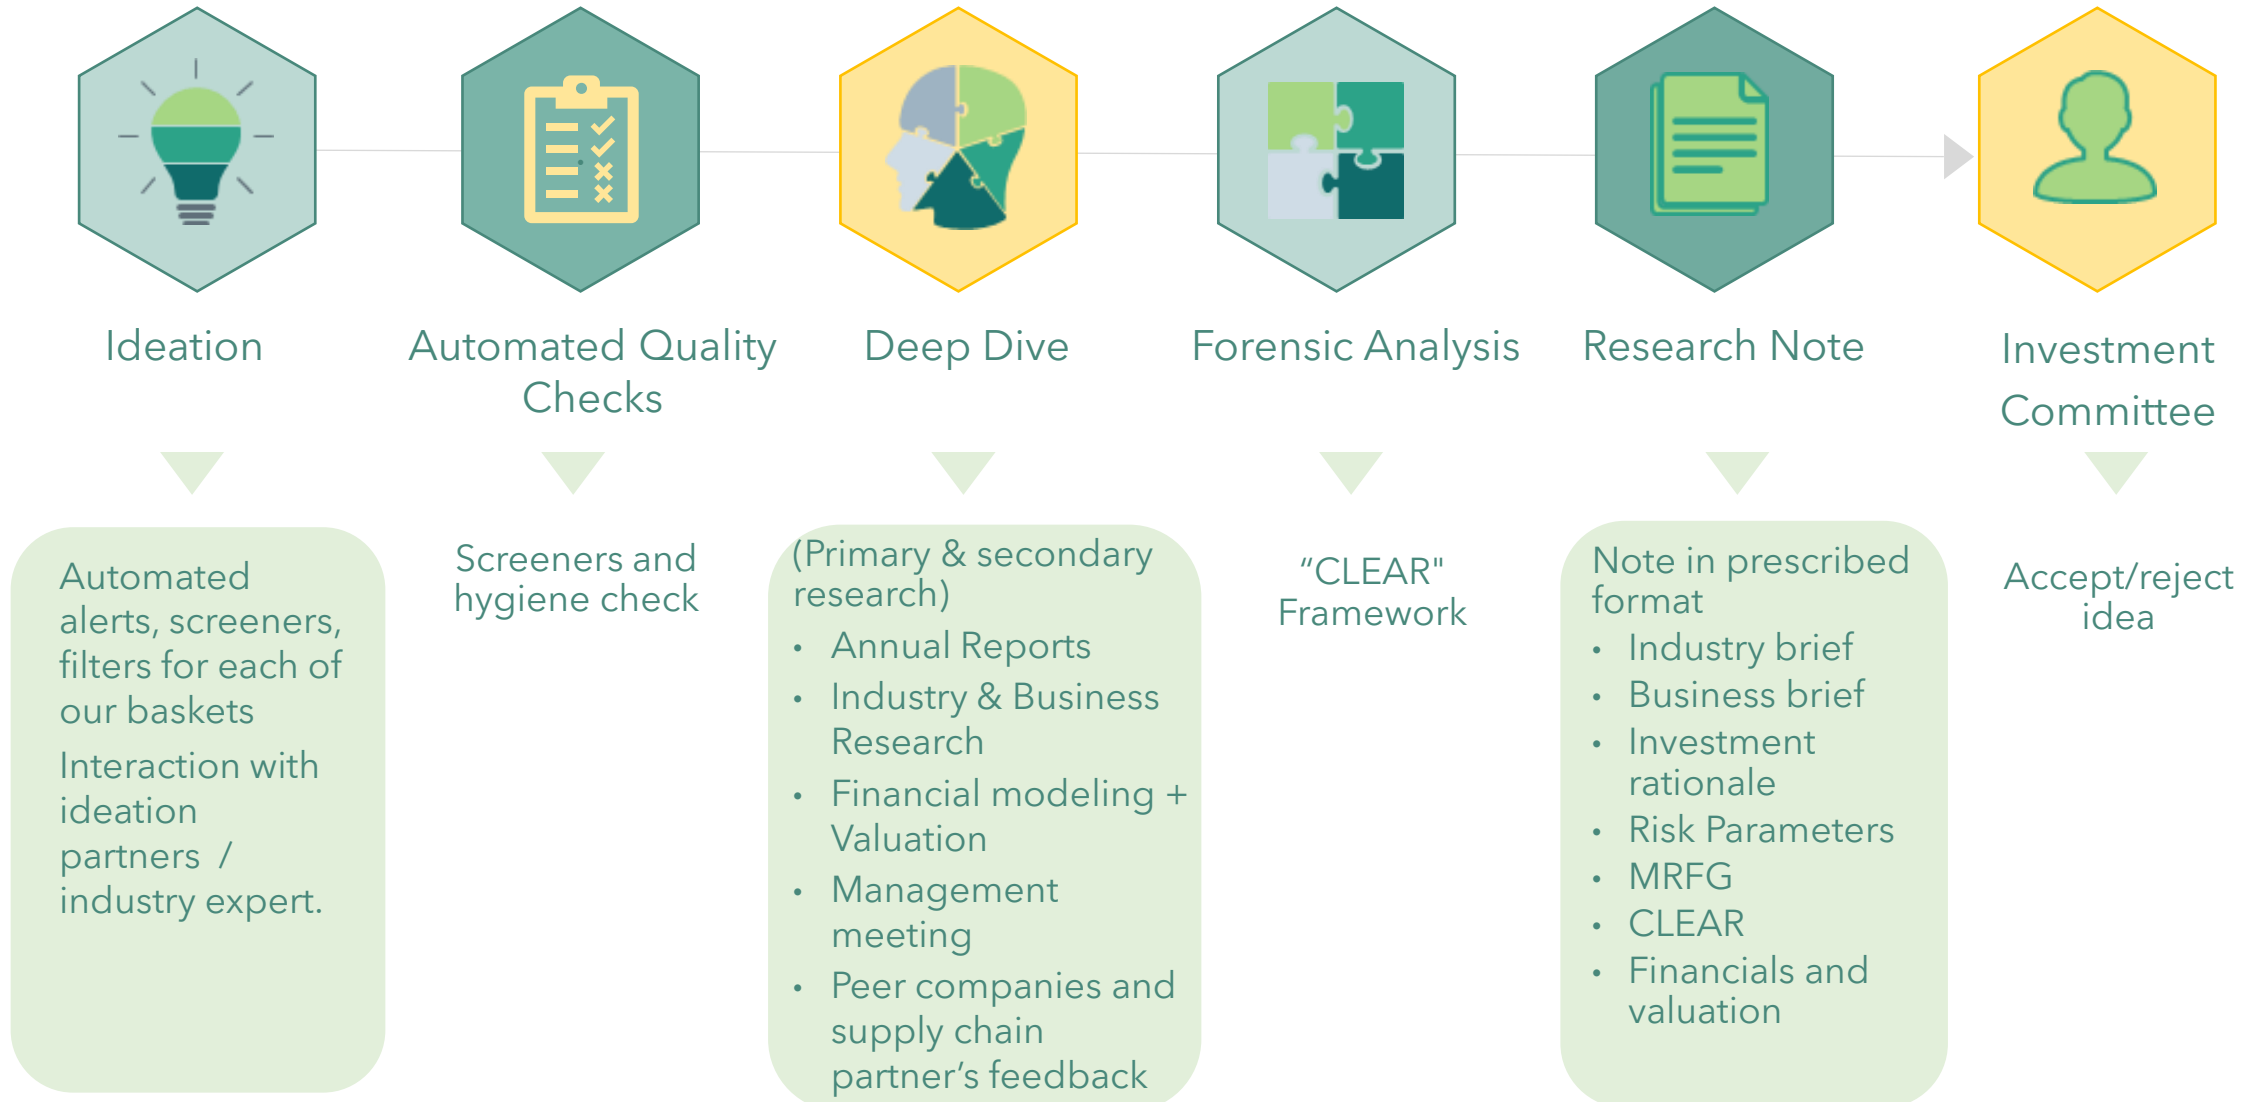 Ideation
Automated Quality
Checks
Deep Dive
Forensic Analysis
Research Note
Investment
Committee
Automated
alerts, screeners,
filters for each of
our baskets
Interaction with
ideation
partners  /
industry expert.
Screeners and
hygiene check
(Primary & secondary
research)
• Annual Reports
• Industry & Business
Research
• Financial modeling +
Valuation
• Management
meeting
• Peer companies and
supply chain
partner’s feedback
“CLEAR"
Framework
Note in prescribed
format
• Industry brief
• Business brief
• Investment
rationale
• Risk Parameters
• MRFG
• CLEAR
• Financials and
valuation
Accept/reject
idea